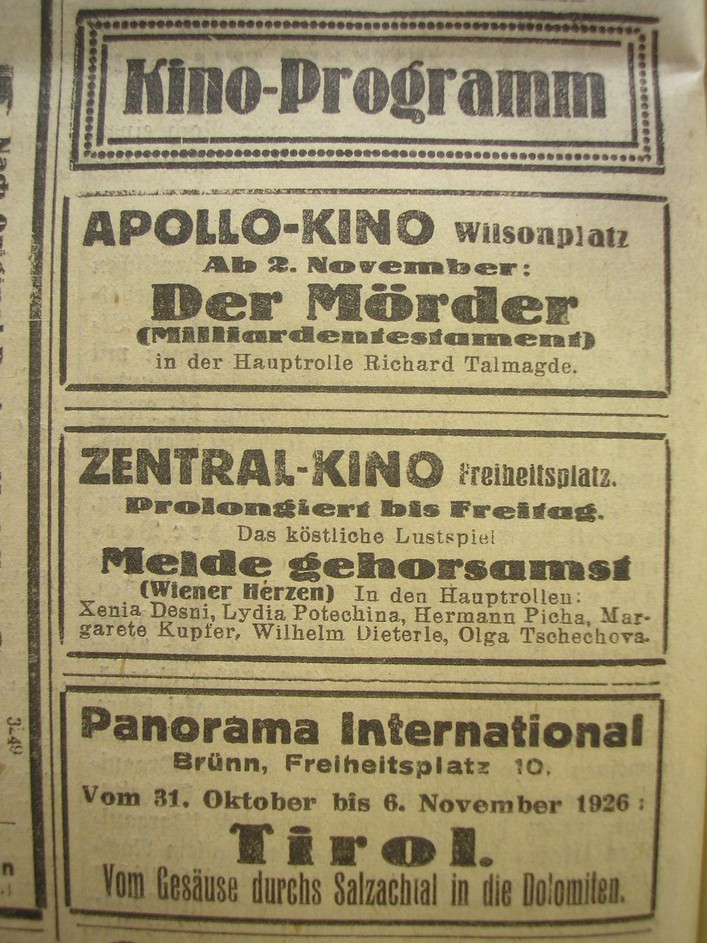 Kino-Programm
APOLLO-KINO Wilsonplatz
Ab 2. November:
Der Mörder
(Milliardentestament)
in der Hauptrolle Richard Talmagde.
ZENTRAL-KINO Freiheitsplatz.
Prolongiert bis Freitag.
Das köstliche Lustspiel
Melde gehorsamst
(Wiener Herzen) In den Hauptrollen:
Xenia Desni, Lydia Potechina, Hermann Picha, Mar-
garete Kupfer, Wilhelm Dieterle, Olga Tschechova.
Panorama International
Brünn, Freiheitsplatz 10.
Vom 31. Oktober bis 6. November 1926:
Tirol.
Vom Gesäuse durchs Salzachtal in die Dolomiten.